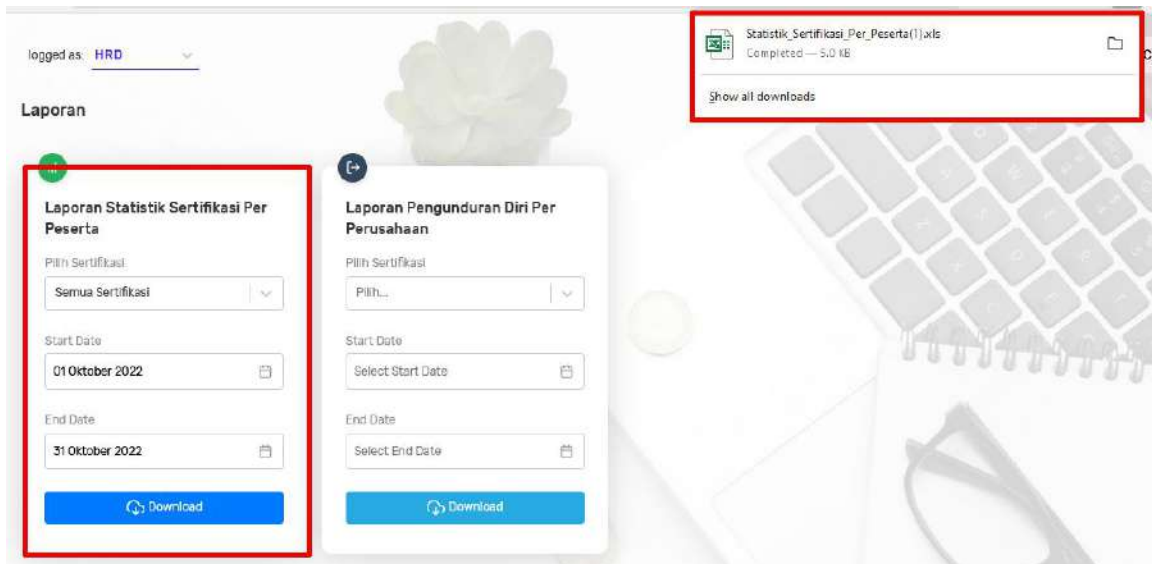 logged as: HRD
Laporan
Statistik_Sertifikasi_Per_Peserta(1).xls
Completed — 5.0 KB
Show all downloads
Laporan Statistik Sertifikasi Per
Peserta
Pilih Sertifikasi
Semua Sertifikasi
Start Date
01 Oktober 2022
End Date
31 Oktober 2022
Download
Laporan Pengunduran Diri Per
Perusahaan
Pilih Sertifikasi
Pilih...
Start Date
Select Start Date
End Date
Select End Date
Download